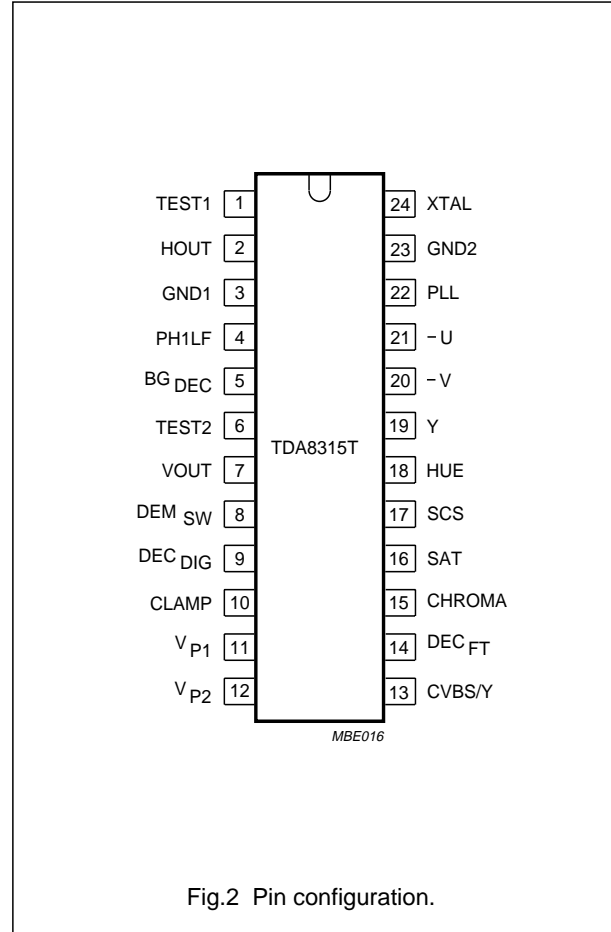 TEST1 1
HOUT 2
GND1 3
PH1LF 4
BG DEC 5
TEST2 6
VOUT 7
DEM SW 8
DEC DIG 9
CLAMP 10
V P1 11
V P2 12
TDA8315T
24 XTAL
23 GND2
22 PLL
21 −U
20 −V
19 Y
18 HUE
17 SCS
16 SAT
15 CHROMA
14 DEC FT
13 CVBS/Y
MBE016
Fig.2 Pin configuration.